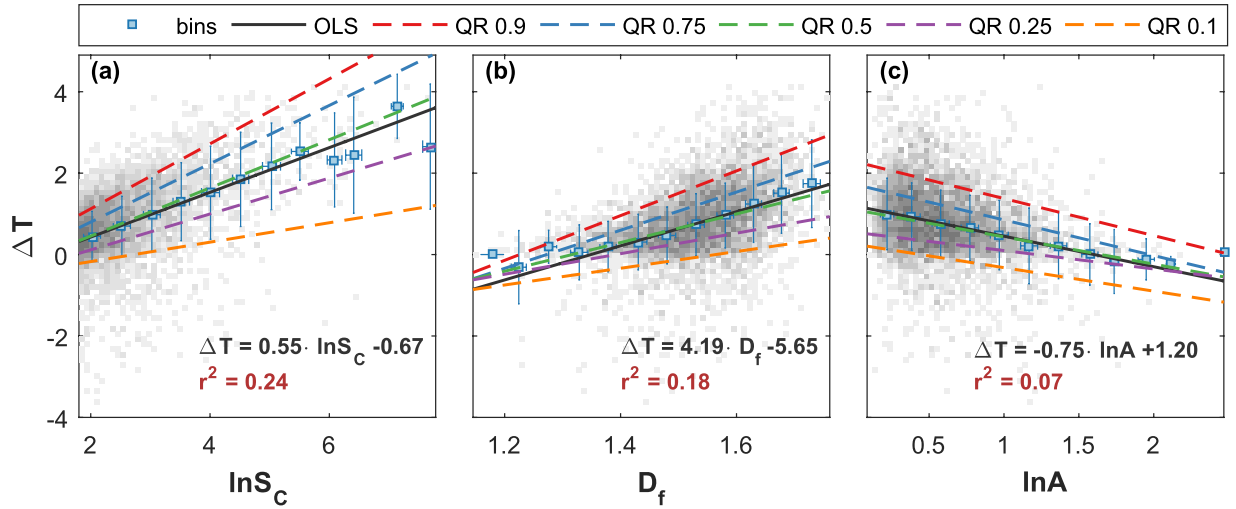 bins OLS QR 0.9 QR 0.75 QR 0.5 QR 0.25 QR 0.1
(a) (b) (c)
4
2
0
-2
-4
ΔT
ΔT = 0.55· lnS_C -0.67
r² = 0.24
ΔT = 4.19· D_f -5.65
r² = 0.18
ΔT = -0.75· lnA +1.20
r² = 0.07
2 4 6
1.2 1.4 1.6
0.5 1 1.5 2
lnS_C
D_f
lnA